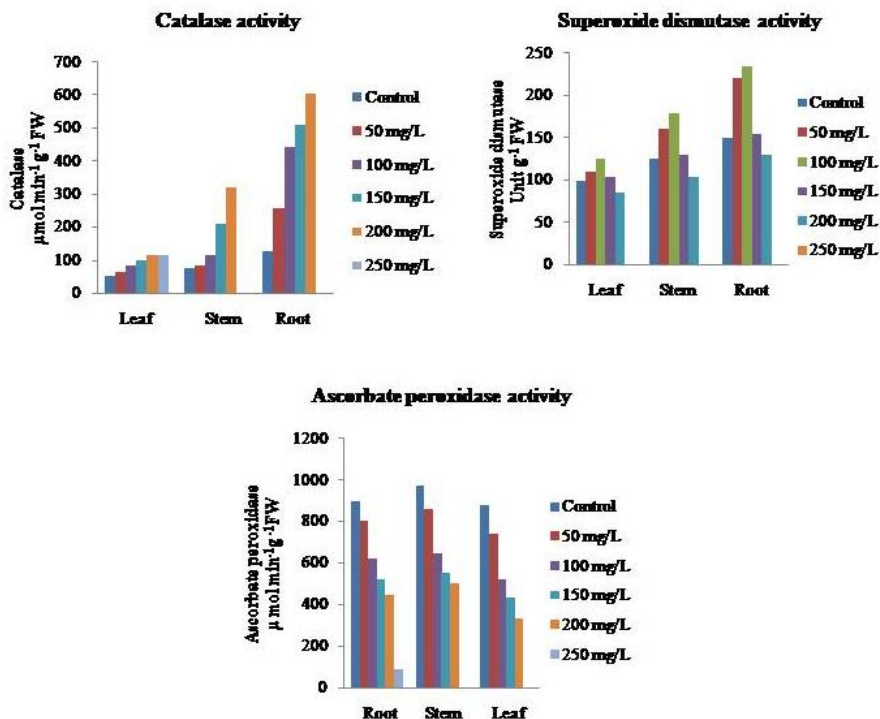 Catalase activity
Catalase
µmol min-1 g-1 FW
700
600
500
400
300
200
100
0
Leaf Stem Root
Control
50 mg/L
100 mg/L
150 mg/L
200 mg/L
250 mg/L
Superoxide dismutase activity
Superoxide dismutase
Unit g-1 FW
250
200
150
100
50
0
Leaf Stem Root
Control
50 mg/L
100 mg/L
150 mg/L
200 mg/L
250 mg/L
Ascorbate peroxidase activity
Ascorbate peroxidase
µ mol min-1g-1FW
1200
1000
800
600
400
200
0
Root Stem Leaf
Control
50 mg/L
100 mg/L
150 mg/L
200 mg/L
250 mg/L